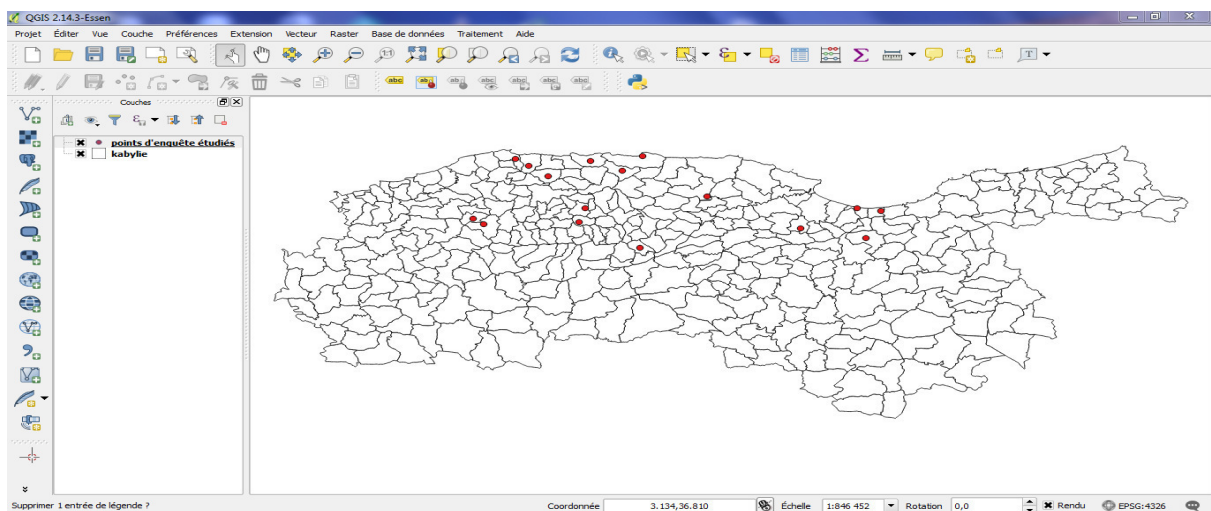 QGIS 2.14.3-Essen
Projet Éditer Vue Couche Préférences Extension Vecteur Raster Base de données Traitement Aide
Couches
points d'enquête étudiés
kabylie
Supprimer 1 entrée de légende ?
Coordonnée 3.134,36.810 Échelle 1:846 452 Rotation 0,0 Rendu EPSG:4326